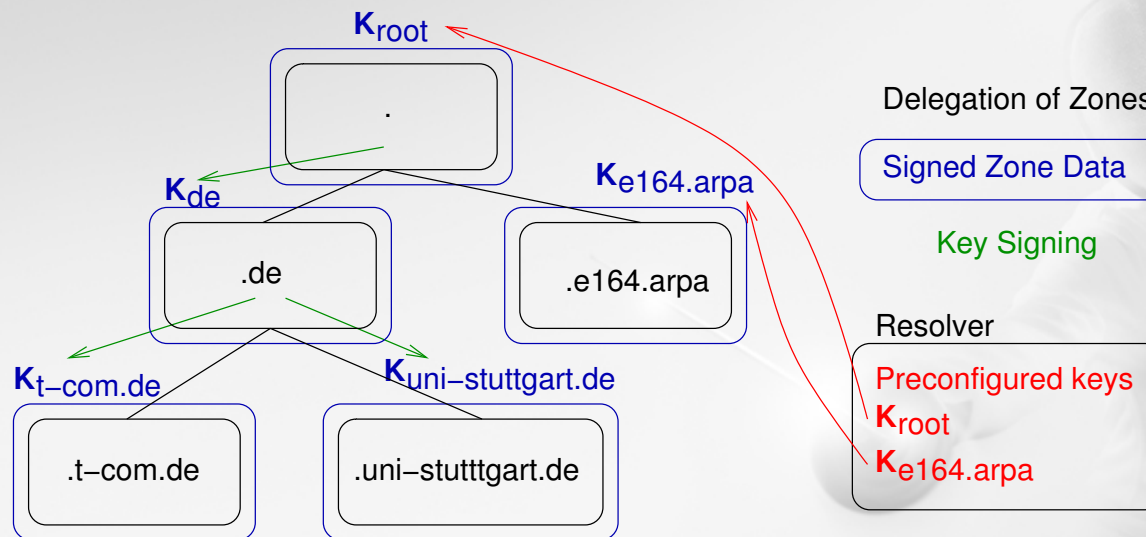 Kroot
.
Delegation of Zones
Signed Zone Data
Kde
Ke164.arpa
Key Signing
.de
.e164.arpa
Resolver
Preconfigured keys
Kt−com.de
Kuni−stuttgart.de
Kroot
Ke164.arpa
.t−com.de
.uni−stutttgart.de